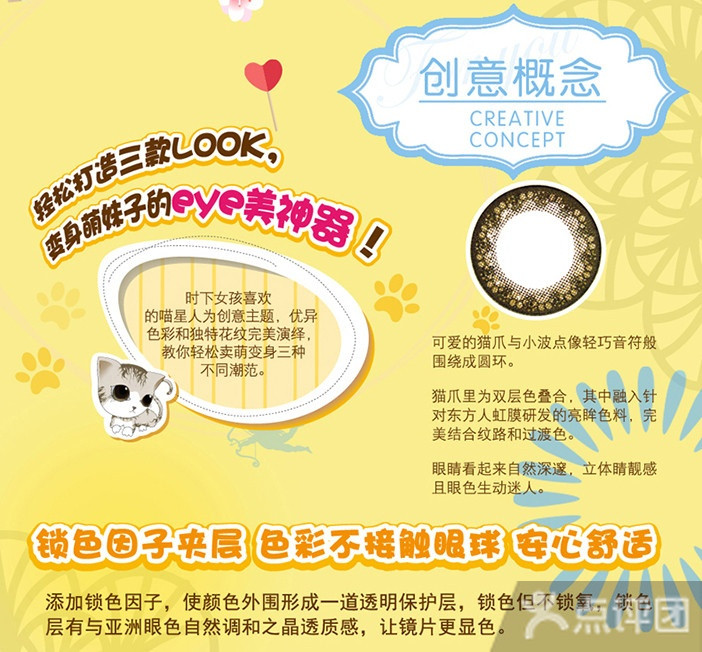 创意概念
CREATIVE
CONCEPT
轻松打造三款LOOK，
变身萌妹子的eye美神器！
时下女孩喜欢
的喵星人为创意主题，优异
色彩和独特花纹完美演绎，
教你轻松卖萌变身三种
不同潮范。
可爱的猫爪与小波点像轻巧音符般
围绕成圆环。
猫爪里为双层色叠合，其中融入针
对东方人虹膜研发的亮眸色料，完
美结合纹路和过渡色。
眼睛看起来自然深邃，立体睛靓感
且眼色生动迷人。
锁色因子夹层 色彩不接触眼球 安心舒适
添加锁色因子，使颜色外围形成一道透明保护层，锁色但不锁氧，锁色
层有与亚洲眼色自然调和之晶透质感，让镜片更显色。
点评团